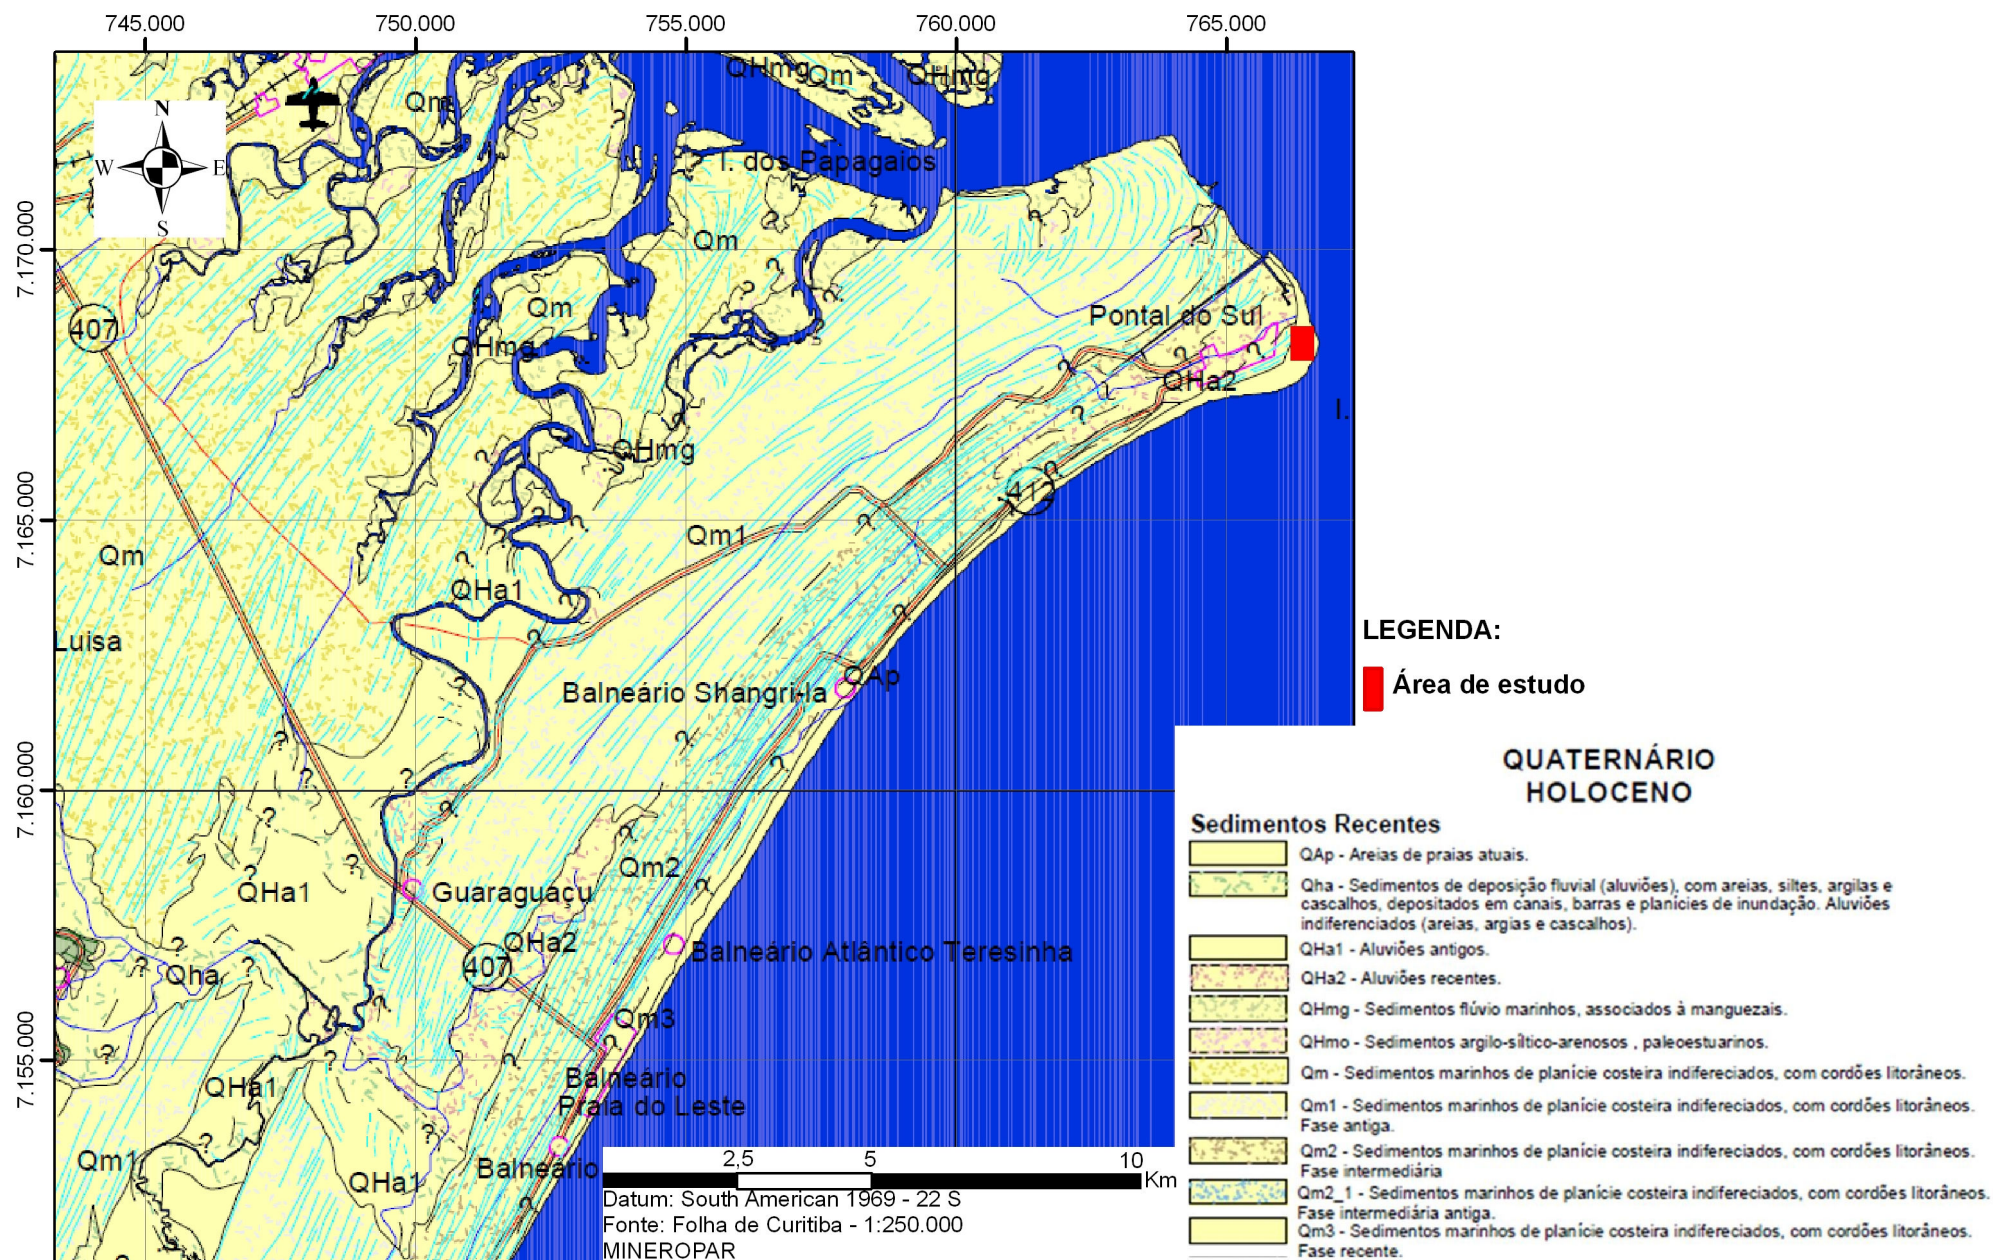 745.000 750.000 755.000 760.000 765.000
QHmg Qm QHmg
Qm
N
W E
S
I. dos Papagaios
7.170.000
Qm
Qm
Pontal do Sul
407
QHmg
QHa2
I.
QHmg
412
7.165.000
Qm1
Qm
QHa1
LEGENDA:
Luisa
QAp
Área de estudo
Balneário Shangri-la
QUATERNÁRIO
HOLOCENO
7.160.000
Sedimentos Recentes
QAp - Areias de praias atuais.
Qha - Sedimentos de deposição fluvial (aluviões), com areias, siltes, argilas e
cascalhos, depositados em canais, barras e planícies de inundação. Aluviões
indiferenciados (areias, argias e cascalhos).
QHa1 - Aluviões antigos.
QHa2 - Aluviões recentes.
QHmg - Sedimentos flúvio marinhos, associados à manguezais.
QHmo - Sedimentos argilo-síltico-arenosos , paleoestuarinos.
Qm - Sedimentos marinhos de planície costeira indifereciados, com cordões litorâneos.
Qm1 - Sedimentos marinhos de planície costeira indifereciados, com cordões litorâneos.
Fase antiga.
Qm2 - Sedimentos marinhos de planície costeira indifereciados, com cordões litorâneos.
Fase intermediária
Qm2_1 - Sedimentos marinhos de planície costeira indifereciados, com cordões litorâneos.
Fase intermediária antiga.
Qm3 - Sedimentos marinhos de planície costeira indifereciados, com cordões litorâneos.
Fase recente.
Qm2
QHa1
Guaraguaçu
QHa2
Balneário Atlântico Teresinha
407
Qha
Qm3
7.155.000
Balneário
Praia do Leste
QHa1
Qm1
Balneário
QHa1
2,5 5 10
Km
Datum: South American 1969 - 22 S
Fonte: Folha de Curitiba - 1:250.000
MINEROPAR